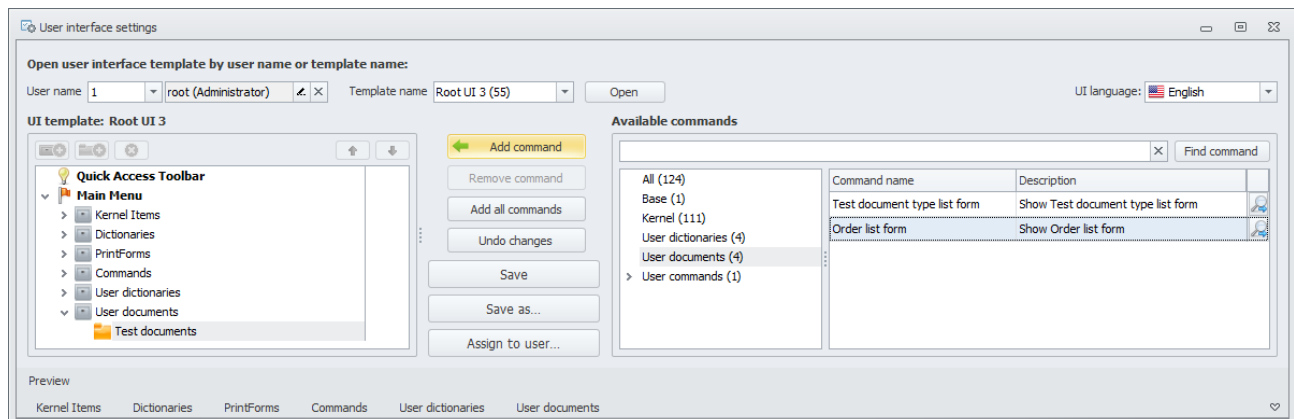 User interface settings
Open user interface template by user name or template name:
User name 1 root (Administrator) Template name Root UI 3 (55) Open UI language: English
UI template: Root UI 3
Available commands
Add command
Find command
Quick Access Toolbar
Main Menu
Kernel Items
Dictionaries
PrintForms
Commands
User dictionaries
User documents
Test documents
Remove command
Add all commands
Undo changes
Save
Save as...
Assign to user...
All (124)
Base (1)
Kernel (111)
User dictionaries (4)
User documents (4)
User commands (1)
Command name Description
Test document type list form Show Test document type list form
Order list form Show Order list form
Preview
Kernel Items Dictionaries PrintForms Commands User dictionaries User documents